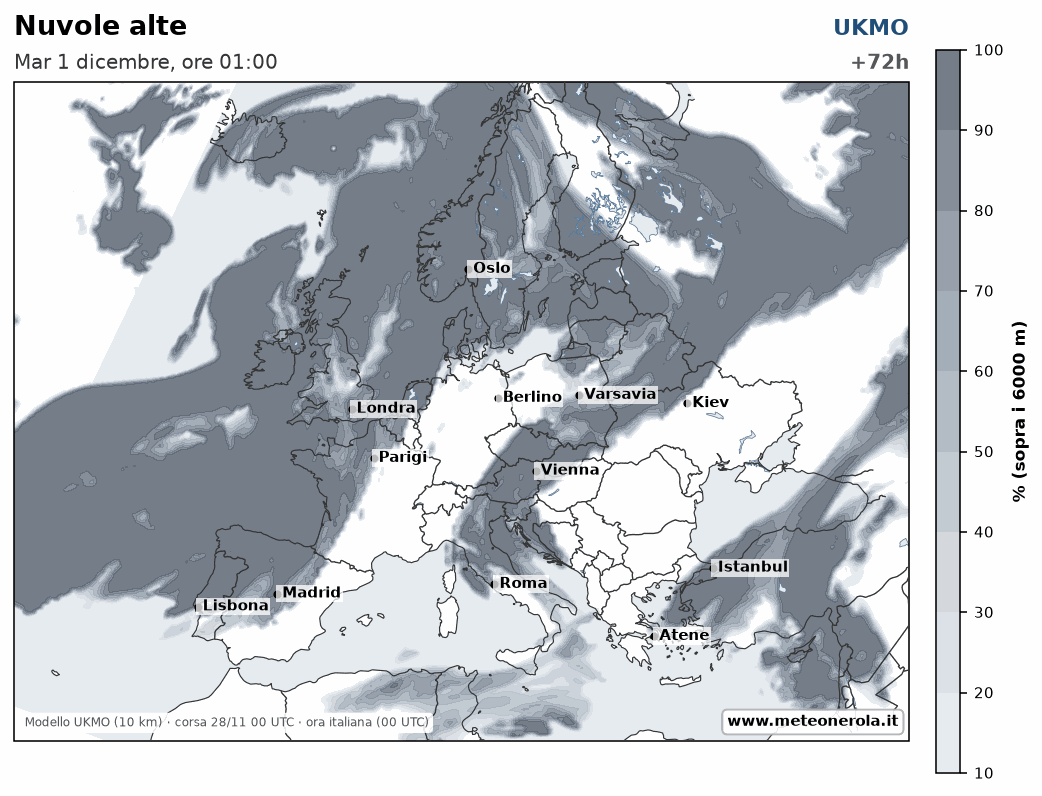 Nuvole alte
UKMO
Mar 1 dicembre, ore 01:00
+72h
100
90
80
70
60
50
40
30
20
10
% (sopra i 6000 m)
Oslo
Berlino
Varsavia
Kiev
Londra
Parigi
Vienna
Istanbul
Roma
Madrid
Lisbona
Atene
Modello UKMO (10 km) · corsa 28/11 00 UTC · ora italiana (00 UTC)
www.meteonerola.it